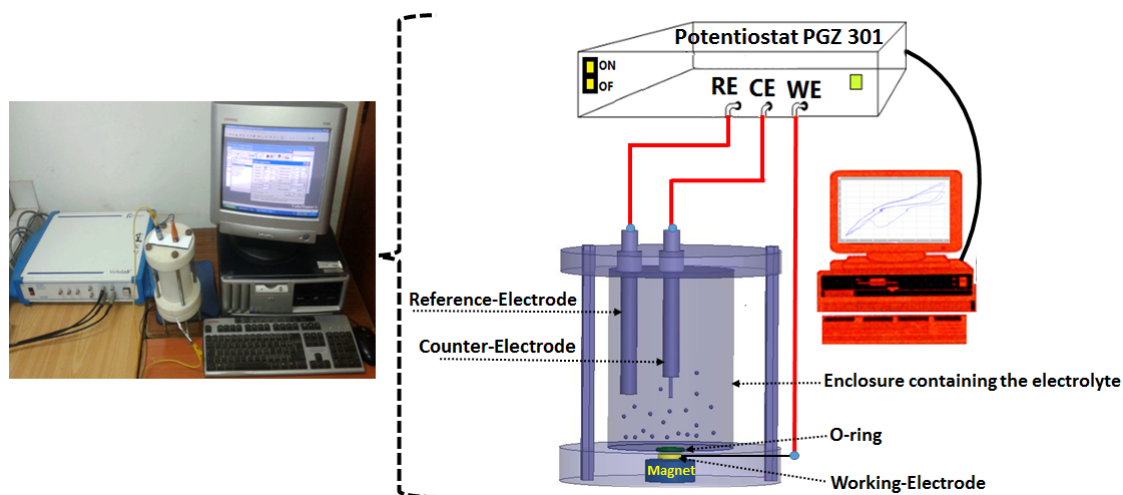 Potentiostat PGZ 301
ON
OF
RE CE WE
Reference-Electrode
Counter-Electrode
Enclosure containing the electrolyte
O-ring
Magnet
Working-Electrode